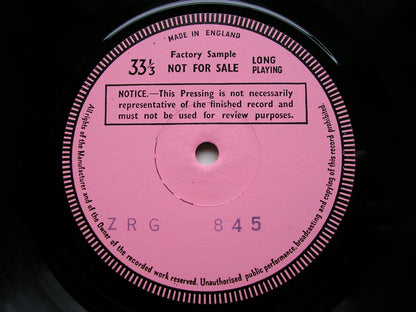 MADE IN ENGLAND
Factory Sample
33⅓ NOT FOR SALE LONG PLAYING
NOTICE.—This Pressing is not necessarily
representative of the finished record and
must not be used for review purposes.
ZRG 845
All rights of the Manufacturer and of the Owner of the recorded work reserved. Unauthorised public performance, broadcasting and copying of this record prohibited.
MADE IN ENGLAND